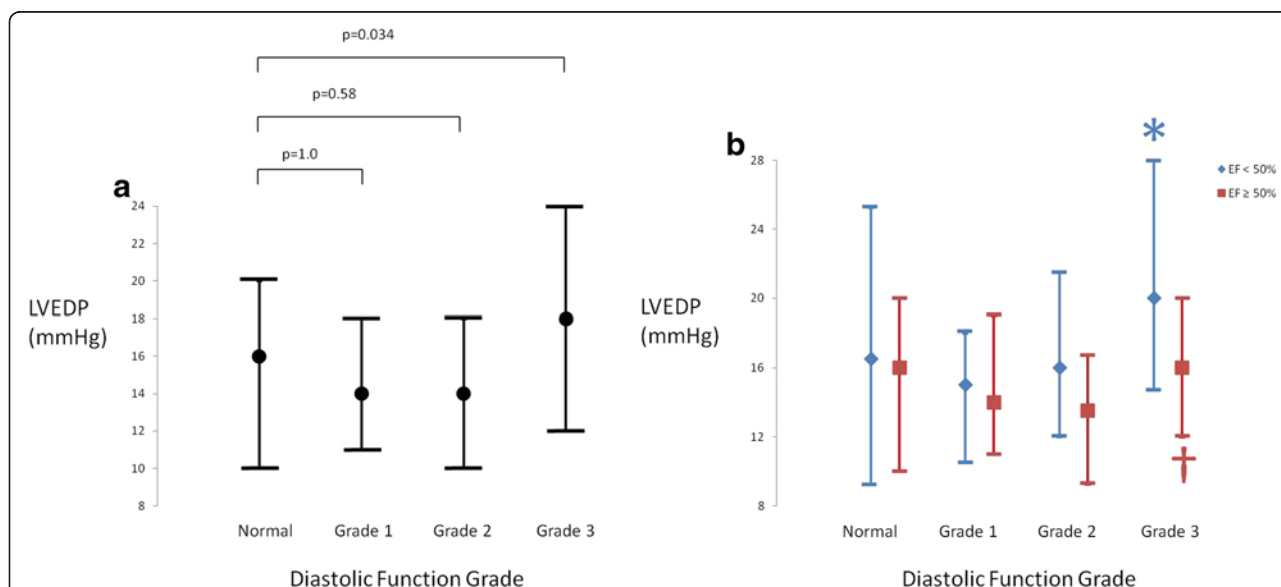 p=0.034
p=0.58
p=1.0
a
24
22
20
18
16
14
12
10
8
LVEDP
(mmHg)
Normal Grade 1 Grade 2 Grade 3
Diastolic Function Grade
b
*
EF < 50%
EF ≥ 50%
28
24
20
16
12
8
LVEDP
(mmHg)
†
Normal Grade 1 Grade 2 Grade 3
Diastolic Function Grade